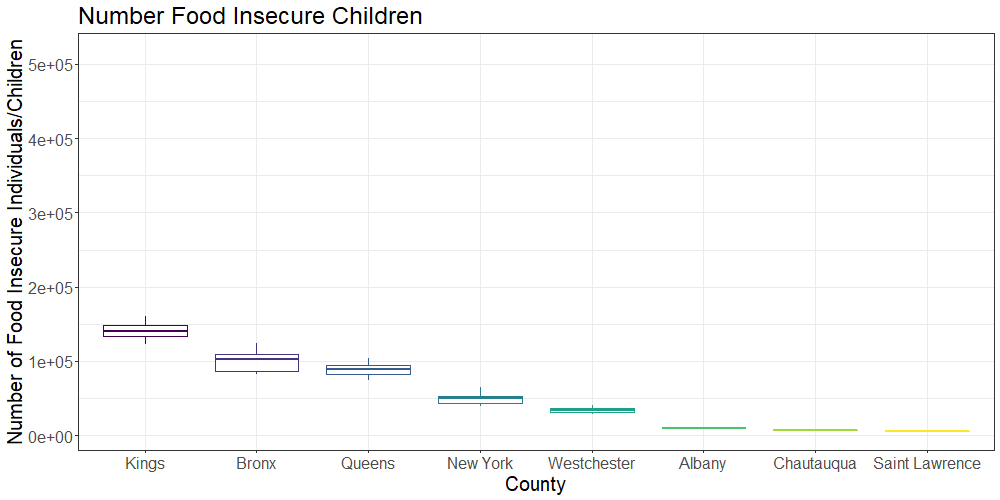 Number Food Insecure Children
Number of Food Insecure Individuals/Children
5e+05
4e+05
3e+05
2e+05
1e+05
0e+00
Kings Bronx Queens New York Westchester Albany Chautauqua Saint Lawrence
County